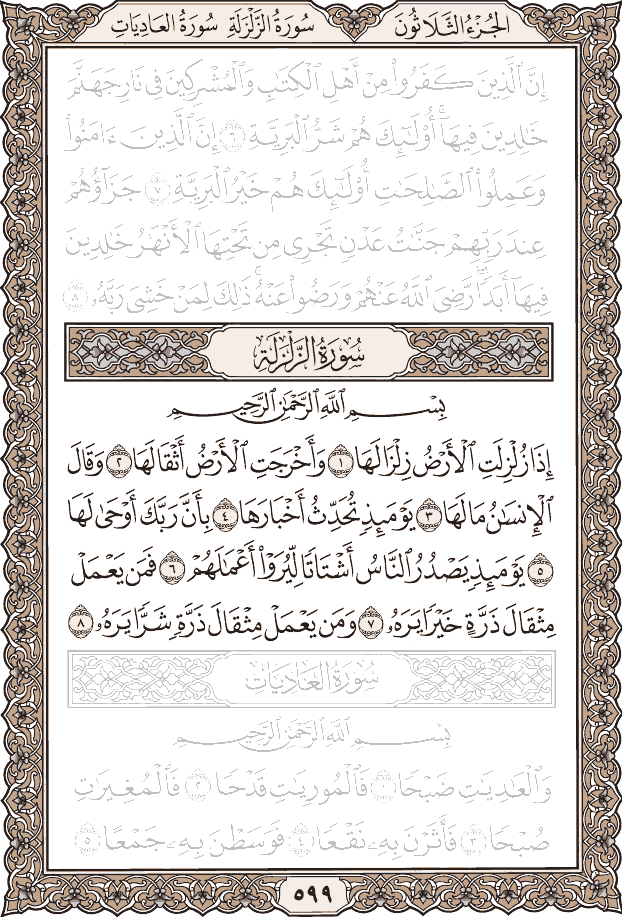 الجُزْءُ الثَّلَاثُونَ سُورَةُ الزَّلْزَلَةِ سُورَةُ العَادِيَاتِ
إِنَّ ٱلَّذِينَ كَفَرُوا۟ مِنْ أَهْلِ ٱلْكِتَـٰبِ وَٱلْمُشْرِكِينَ فِى نَارِ جَهَنَّمَ
خَـٰلِدِينَ فِيهَآ ۚ أُو۟لَـٰٓئِكَ هُمْ شَرُّ ٱلْبَرِيَّةِ ٦ إِنَّ ٱلَّذِينَ ءَامَنُوا۟
وَعَمِلُوا۟ ٱلصَّـٰلِحَـٰتِ أُو۟لَـٰٓئِكَ هُمْ خَيْرُ ٱلْبَرِيَّةِ ٧ جَزَآؤُهُمْ
عِندَ رَبِّهِمْ جَنَّـٰتُ عَدْنٍ تَجْرِى مِن تَحْتِهَا ٱلْأَنْهَـٰرُ خَـٰلِدِينَ
فِيهَآ أَبَدًا ۖ رَّضِىَ ٱللَّهُ عَنْهُمْ وَرَضُوا۟ عَنْهُ ۚ ذَٰلِكَ لِمَنْ خَشِىَ رَبَّهُۥ ٨
سُورَةُ الزَّلْزَلَةِ
بِسْمِ ٱللَّهِ ٱلرَّحْمَـٰنِ ٱلرَّحِيمِ
إِذَا زُلْزِلَتِ ٱلْأَرْضُ زِلْزَالَهَا ١ وَأَخْرَجَتِ ٱلْأَرْضُ أَثْقَالَهَا ٢ وَقَالَ
ٱلْإِنسَـٰنُ مَا لَهَا ٣ يَوْمَئِذٍ تُحَدِّثُ أَخْبَارَهَا ٤ بِأَنَّ رَبَّكَ أَوْحَىٰ لَهَا
٥ يَوْمَئِذٍ يَصْدُرُ ٱلنَّاسُ أَشْتَاتًا لِّيُرَوْا۟ أَعْمَـٰلَهُمْ ٦ فَمَن يَعْمَلْ
مِثْقَالَ ذَرَّةٍ خَيْرًا يَرَهُۥ ٧ وَمَن يَعْمَلْ مِثْقَالَ ذَرَّةٍ شَرًّا يَرَهُۥ ٨
سُورَةُ العَادِيَاتِ
بِسْمِ ٱللَّهِ ٱلرَّحْمَـٰنِ ٱلرَّحِيمِ
وَٱلْعَـٰدِيَـٰتِ ضَبْحًا ١ فَٱلْمُورِيَـٰتِ قَدْحًا ٢ فَٱلْمُغِيرَٰتِ
صُبْحًا ٣ فَأَثَرْنَ بِهِۦ نَقْعًا ٤ فَوَسَطْنَ بِهِۦ جَمْعًا ٥
٥٩٩